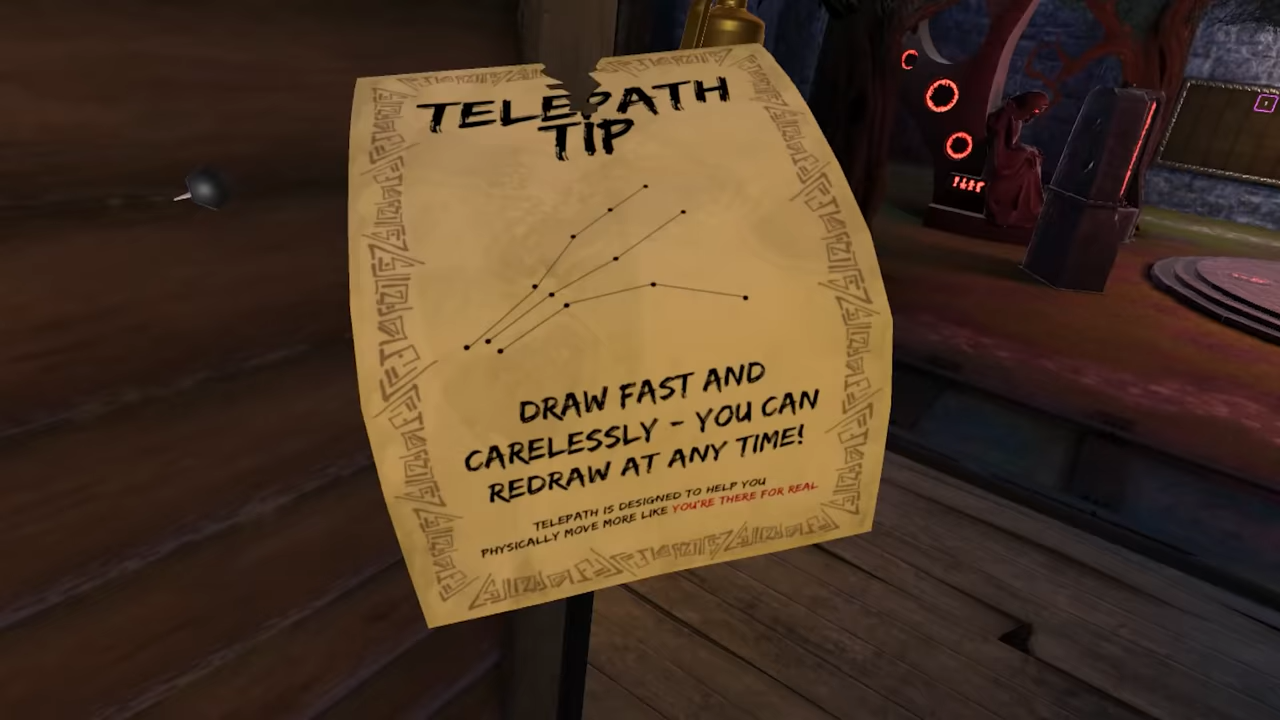 TELEPATH
TIP
DRAW FAST AND
CARELESSLY - YOU CAN
REDRAW AT ANY TIME!
TELEPATH IS DESIGNED TO HELP YOU
PHYSICALLY MOVE MORE LIKE YOU'RE THERE FOR REAL